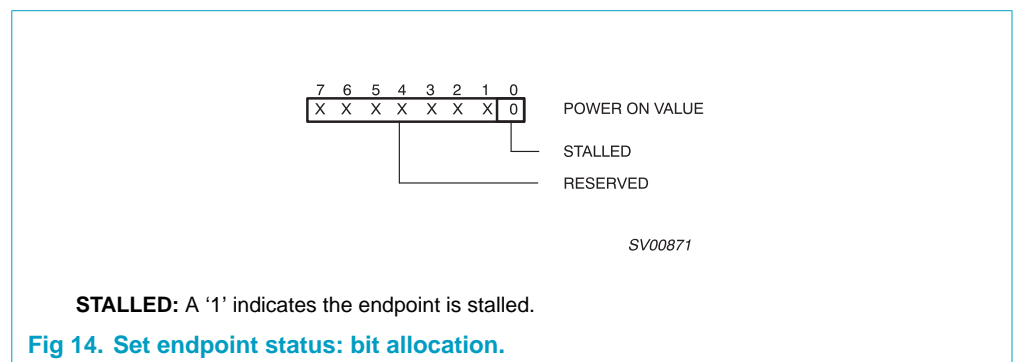 7 6 5 4 3 2 1 0
X X X X X X X 0 POWER ON VALUE
STALLED
RESERVED
SV00871
STALLED: A ‘1’ indicates the endpoint is stalled.
Fig 14. Set endpoint status: bit allocation.